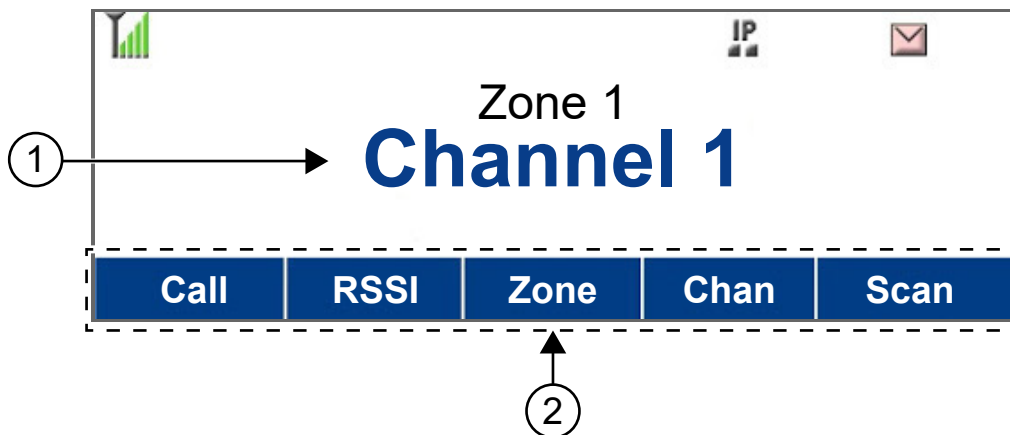 IP
Zone 1
1
Channel 1
Call RSSI Zone Chan Scan
2